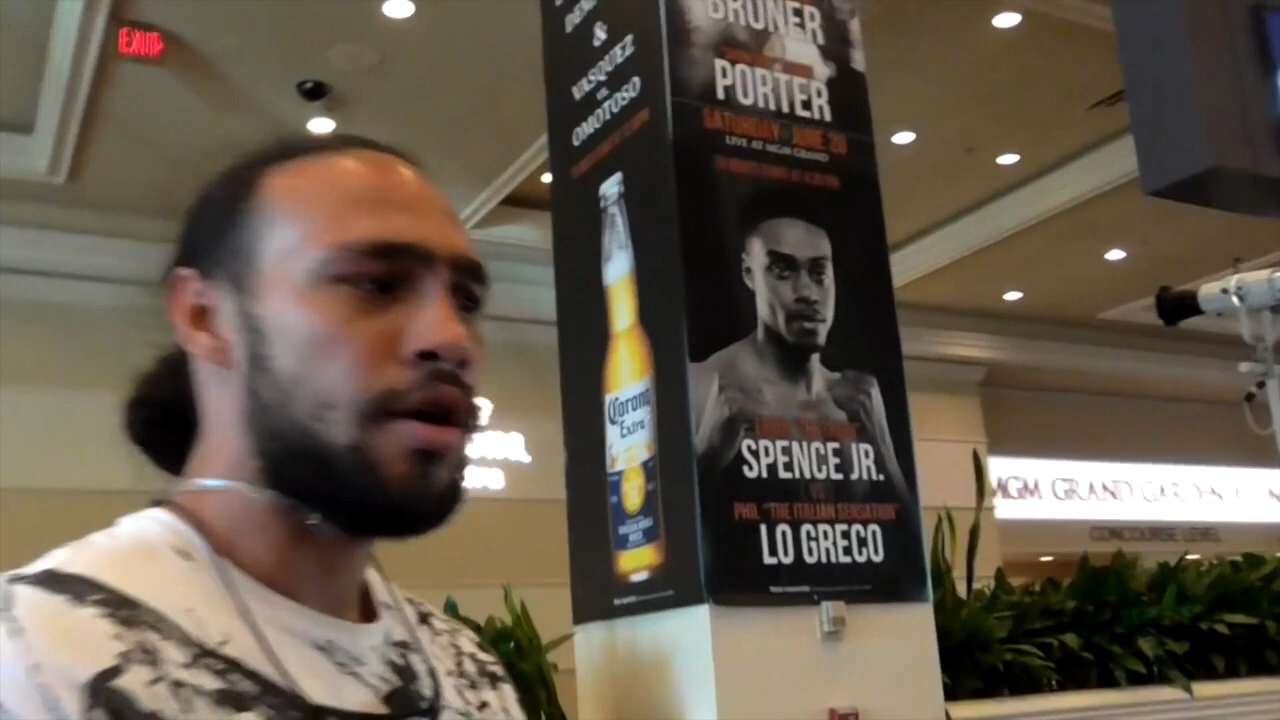 EXIT
&
VASQUEZ
VS.
OMOTOSO
Corona
Extra
BRONER
PORTER
SATURDAY JUNE 20
LIVE AT MGM GRAND
SPENCE JR.
VS
PHIL "THE ITALIAN SENSATION"
LO GRECO
MGM GRAND GARDEN
CONCOURSE LEVEL